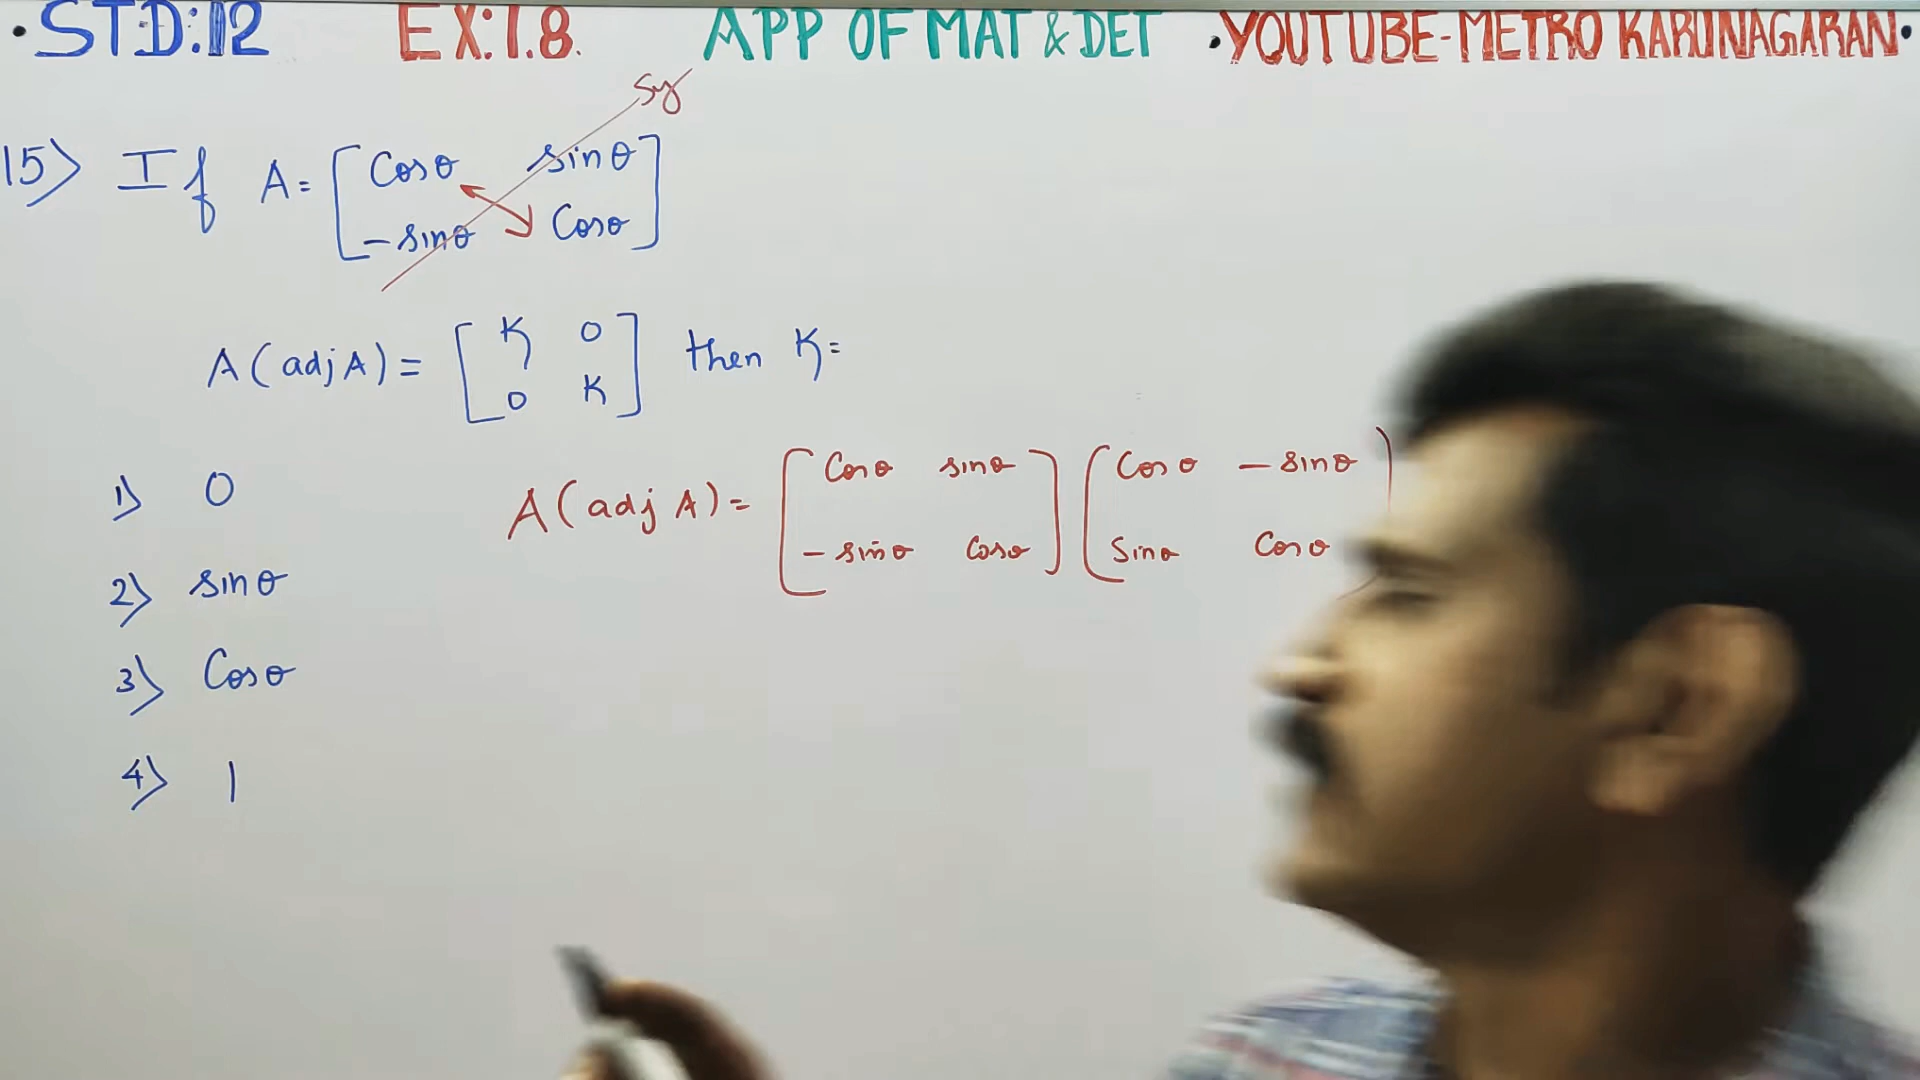 • STD:12 EX:1.8. APP OF MAT & DET • YOUTUBE-METRO KARUNAGARAN •
Sy
15) If A = [ Cosθ sinθ ]
[ -sinθ Cosθ ]
A(adj A) = [ K 0 ] then K =
[ 0 K ]
1) 0
A(adj A) = [ Cosθ sinθ ] [ Cosθ -sinθ ]
[ -sinθ Cosθ ] [ Sinθ Cosθ ]
2) sinθ
3) Cosθ
4) 1